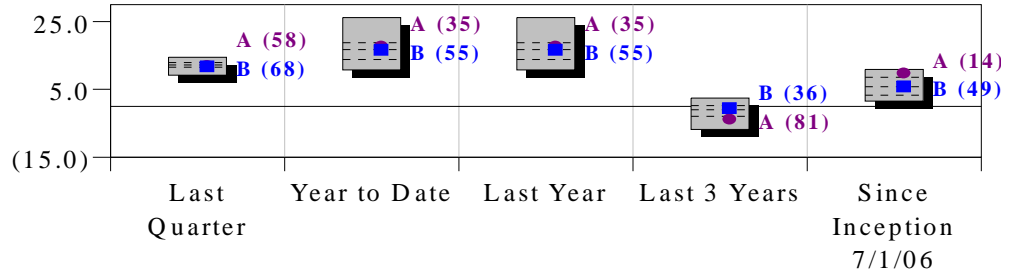 25.0
5.0
(15.0)
A (58)
B (68)
A (35)
B (55)
A (35)
B (55)
B (36)
A (81)
A (14)
B (49)
Last
Quarter
Year to Date
Last Year
Last 3 Years
Since
Inception
7/1/06